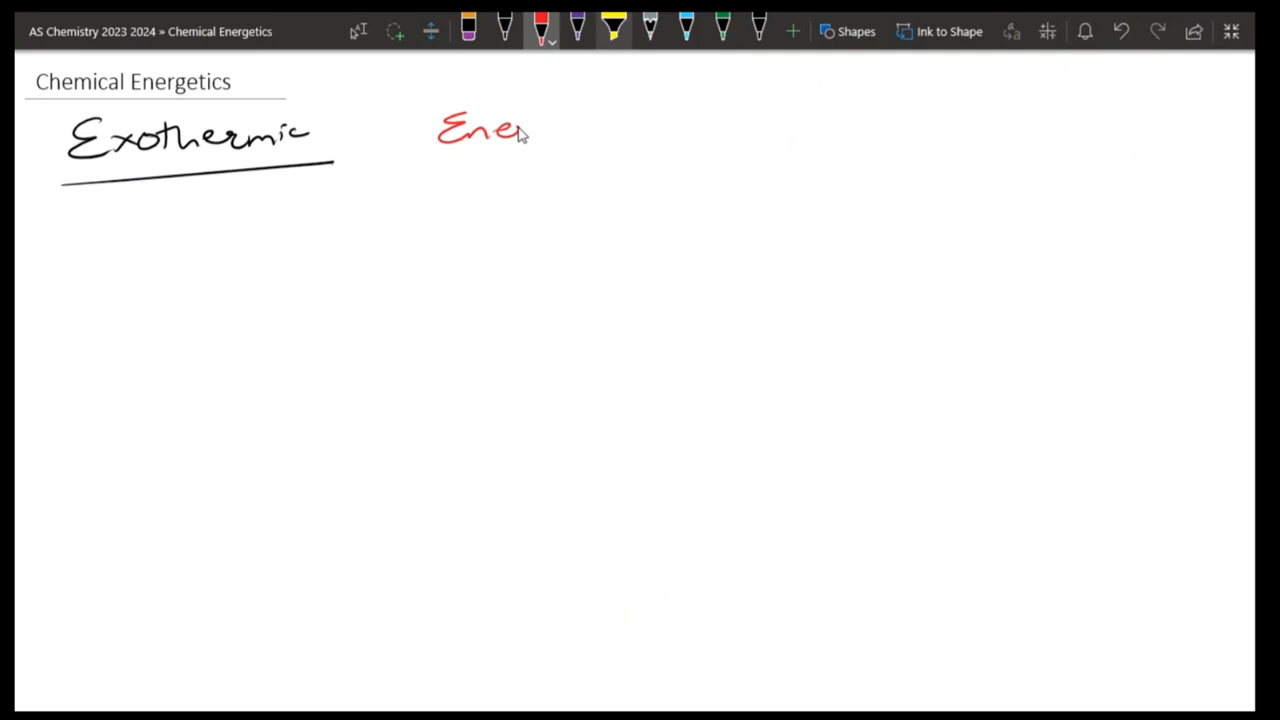 AS Chemistry 2023 2024 » Chemical Energetics
Shapes
Ink to Shape
Chemical Energetics
Exothermic
Ener